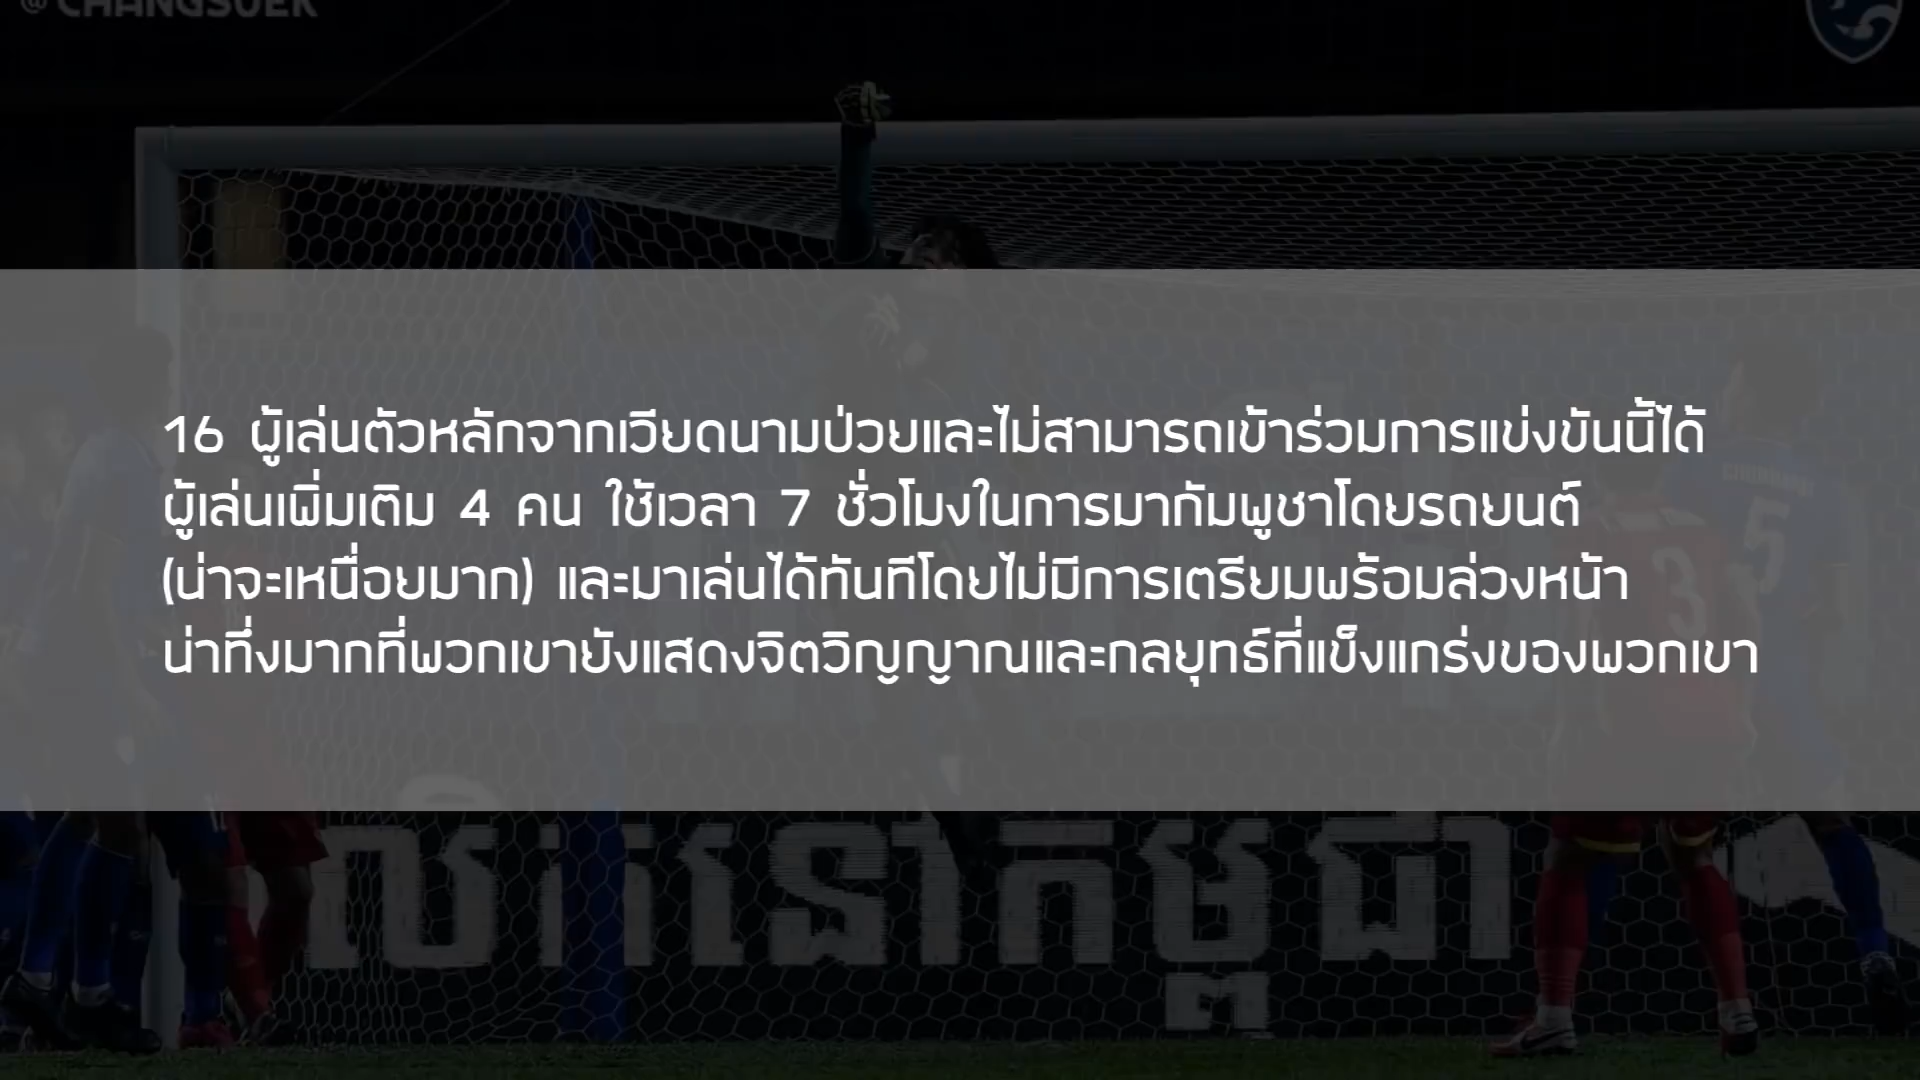 @CHANGSUEK
16 ผู้เล่นตัวหลักจากเวียดนามป่วยและไม่สามารถเข้าร่วมการแข่งขันนี้ได้
ผู้เล่นเพิ่มเติม 4 คน ใช้เวลา 7 ชั่วโมงในการมากัมพูชาโดยรถยนต์
(น่าจะเหนื่อยมาก) และมาเล่นได้ทันทีโดยไม่มีการเตรียมพร้อมล่วงหน้า
น่าทึ่งมากที่พวกเขายังแสดงจิตวิญญาณและกลยุทธ์ที่แข็งแกร่งของพวกเขา
3
5